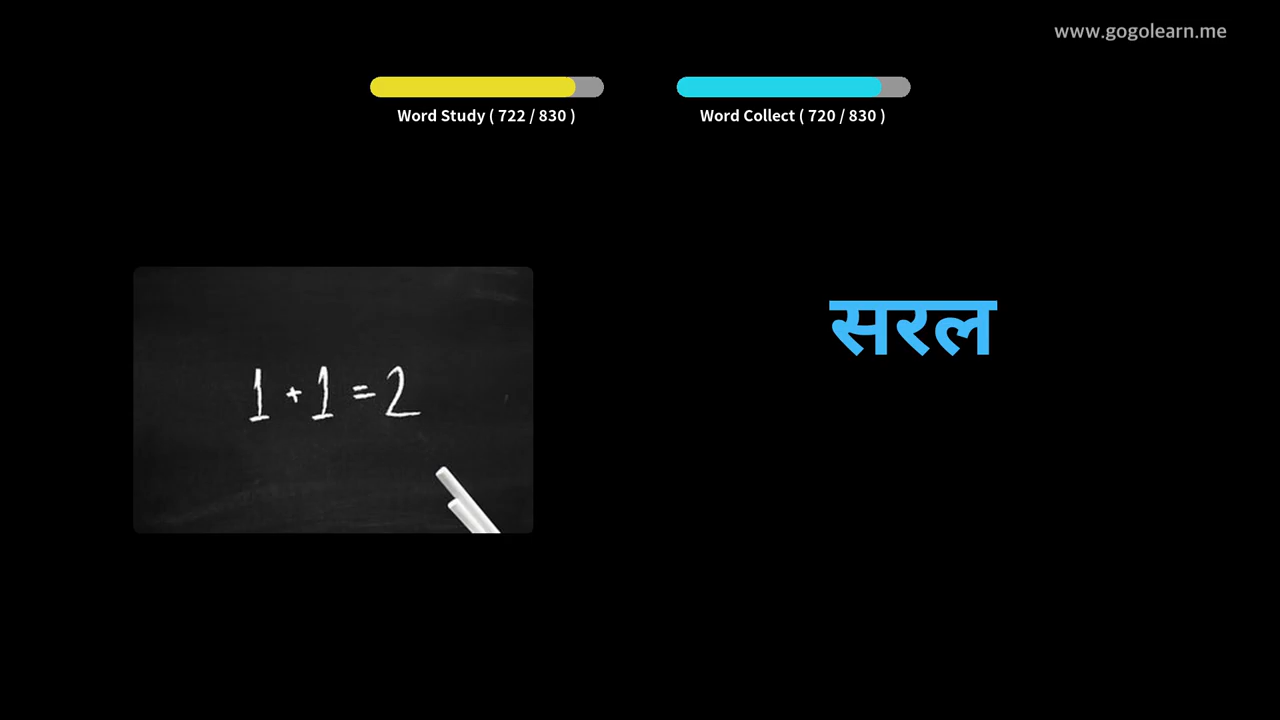 www.gogolearn.me
Word Study ( 722 / 830 )
Word Collect ( 720 / 830 )
1 + 1 = 2
सरल